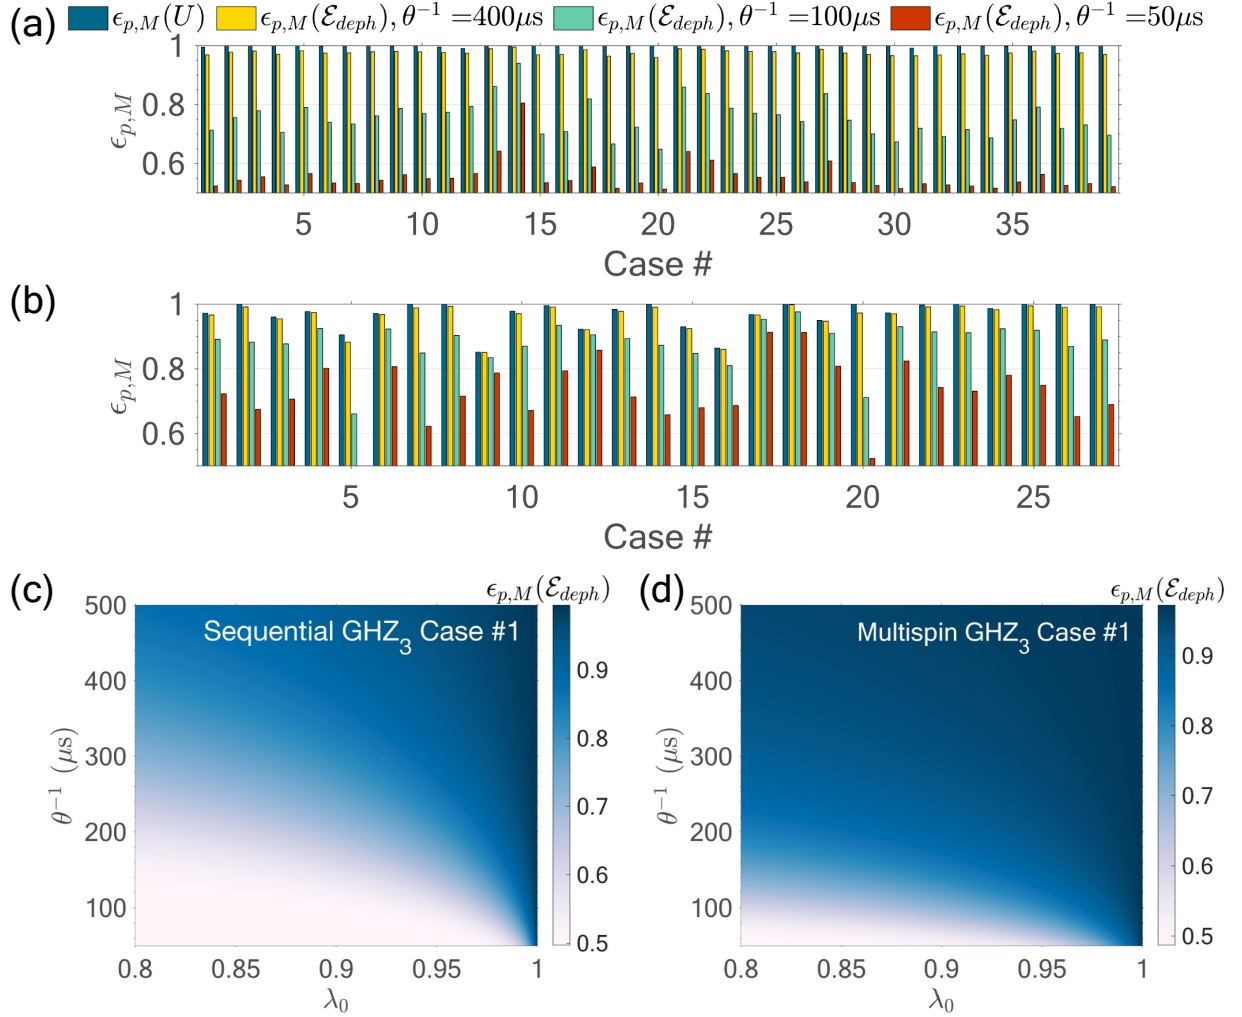 (a) ϵp,M(U) ϵp,M(ℰdeph), θ−1 =400μs ϵp,M(ℰdeph), θ−1 =100μs ϵp,M(ℰdeph), θ−1 =50μs
1
0.8
0.6
ϵp,M
5 10 15 20 25 30 35
Case #
(b)
1
0.8
0.6
ϵp,M
5 10 15 20 25
Case #
(c) ϵp,M(ℰdeph)
Sequential GHZ3 Case #1
500
400
300
200
100
θ−1 (μs)
0.8 0.85 0.9 0.95 1
λ0
0.9
0.8
0.7
0.6
0.5
(d) ϵp,M(ℰdeph)
Multispin GHZ3 Case #1
500
400
300
200
100
θ−1 (μs)
0.8 0.85 0.9 0.95 1
λ0
0.9
0.8
0.7
0.6
0.5